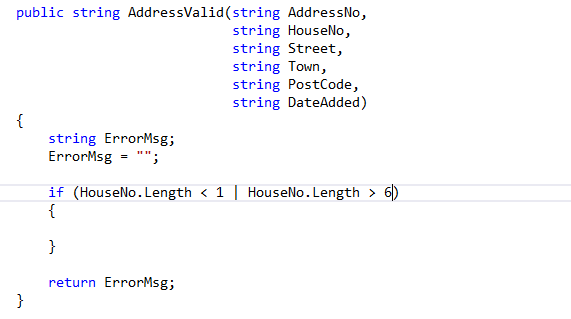 public string AddressValid(string AddressNo,
string HouseNo,
string Street,
string Town,
string PostCode,
string DateAdded)
{
string ErrorMsg;
ErrorMsg = "";
if (HouseNo.Length < 1 | HouseNo.Length > 6)
{
}
return ErrorMsg;
}